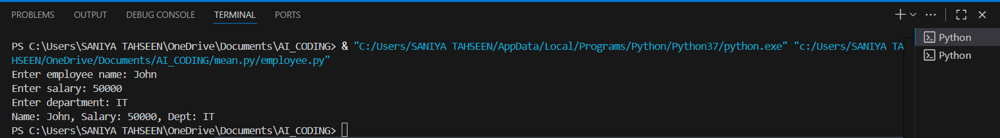 PROBLEMS OUTPUT DEBUG CONSOLE TERMINAL PORTS
PS C:\Users\SANIYA TAHSEEN\OneDrive\Documents\AI_CODING> & "C:/Users/SANIYA TAHSEEN/AppData/Local/Programs/Python/Python37/python.exe" "c:/Users/SANIYA TA
HSEEN/OneDrive/Documents/AI_CODING/mean.py/employee.py"
Enter employee name: John
Enter salary: 50000
Enter department: IT
Name: John, Salary: 50000, Dept: IT
PS C:\Users\SANIYA TAHSEEN\OneDrive\Documents\AI_CODING>
Python
Python